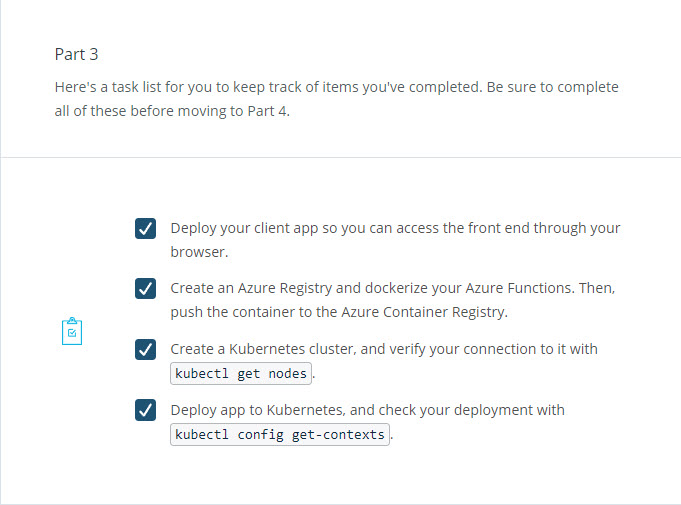 Part 3
Here's a task list for you to keep track of items you've completed. Be sure to complete
all of these before moving to Part 4.
Deploy your client app so you can access the front end through your
browser.
Create an Azure Registry and dockerize your Azure Functions. Then,
push the container to the Azure Container Registry.
Create a Kubernetes cluster, and verify your connection to it with
kubectl get nodes.
Deploy app to Kubernetes, and check your deployment with
kubectl config get-contexts.